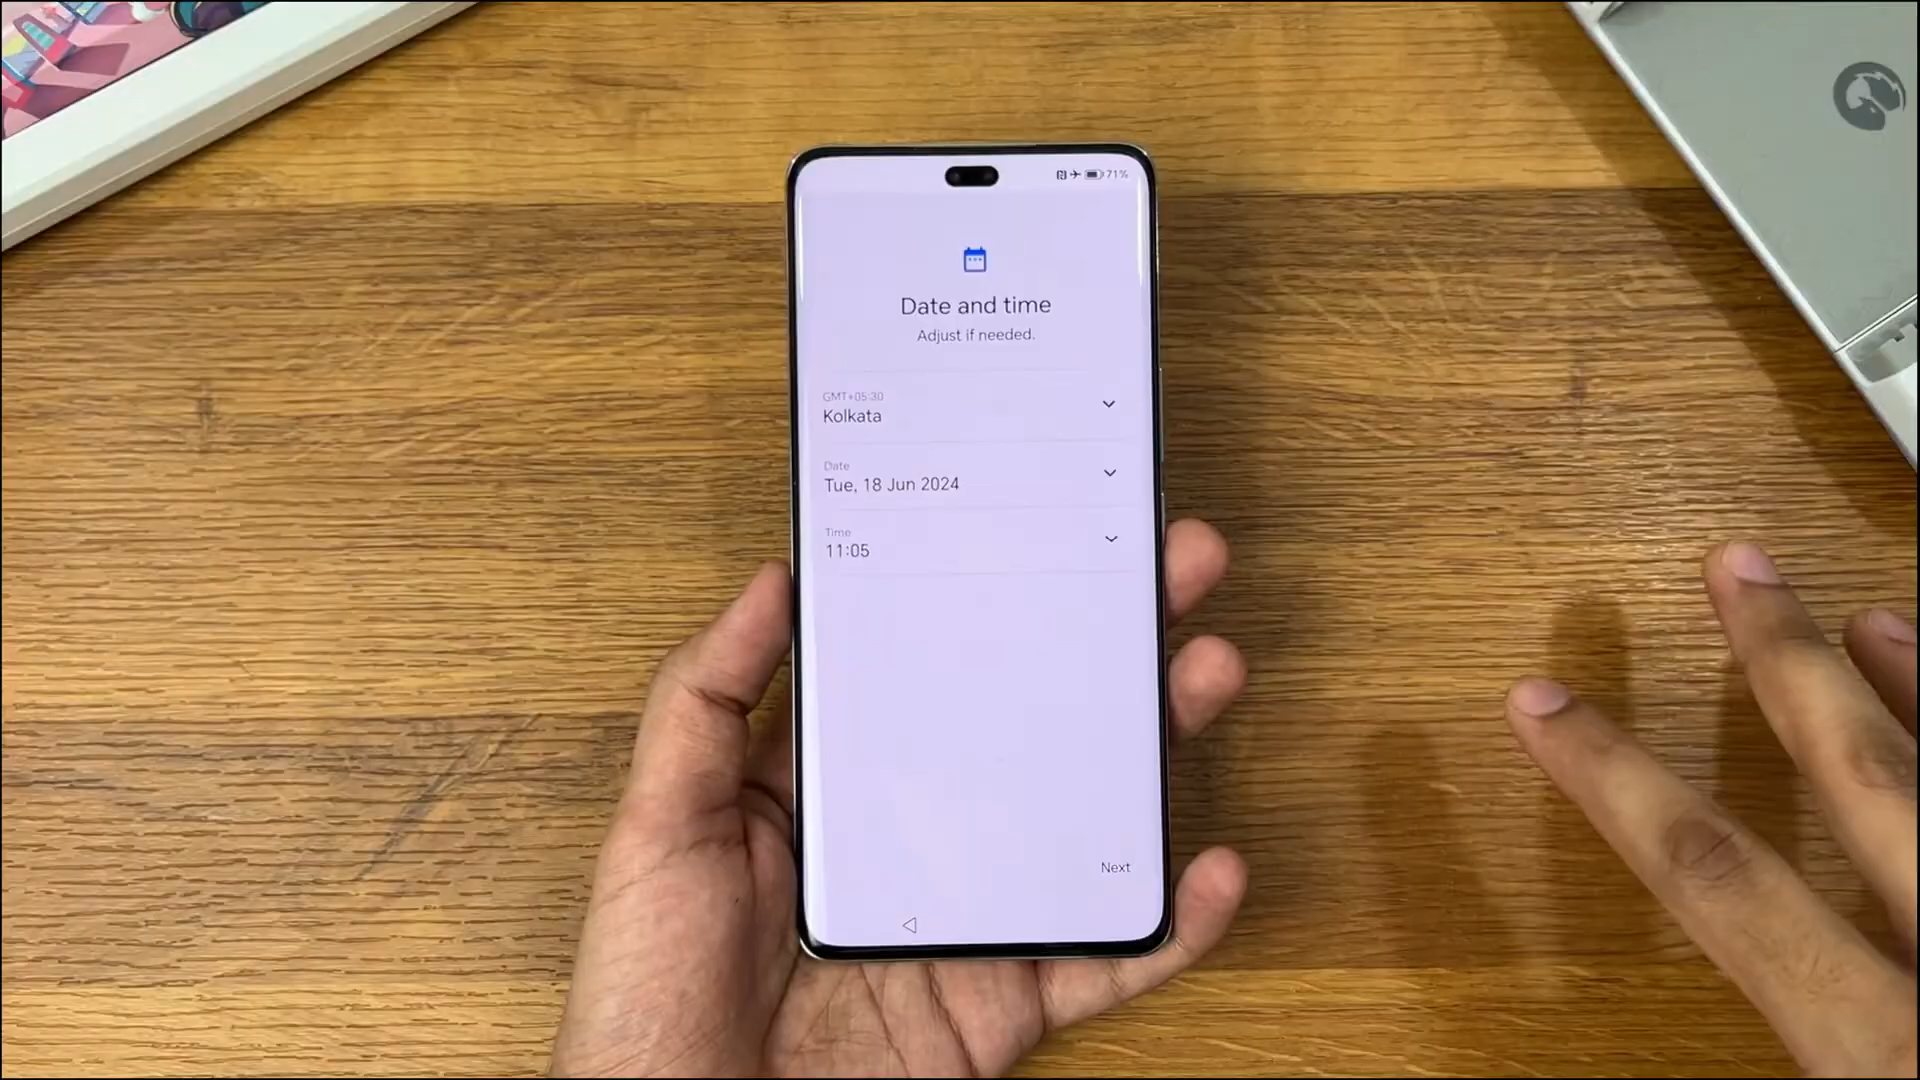 71%
Date and time
Adjust if needed.
GMT+05:30
Kolkata
Date
Tue, 18 Jun 2024
Time
11:05
Next